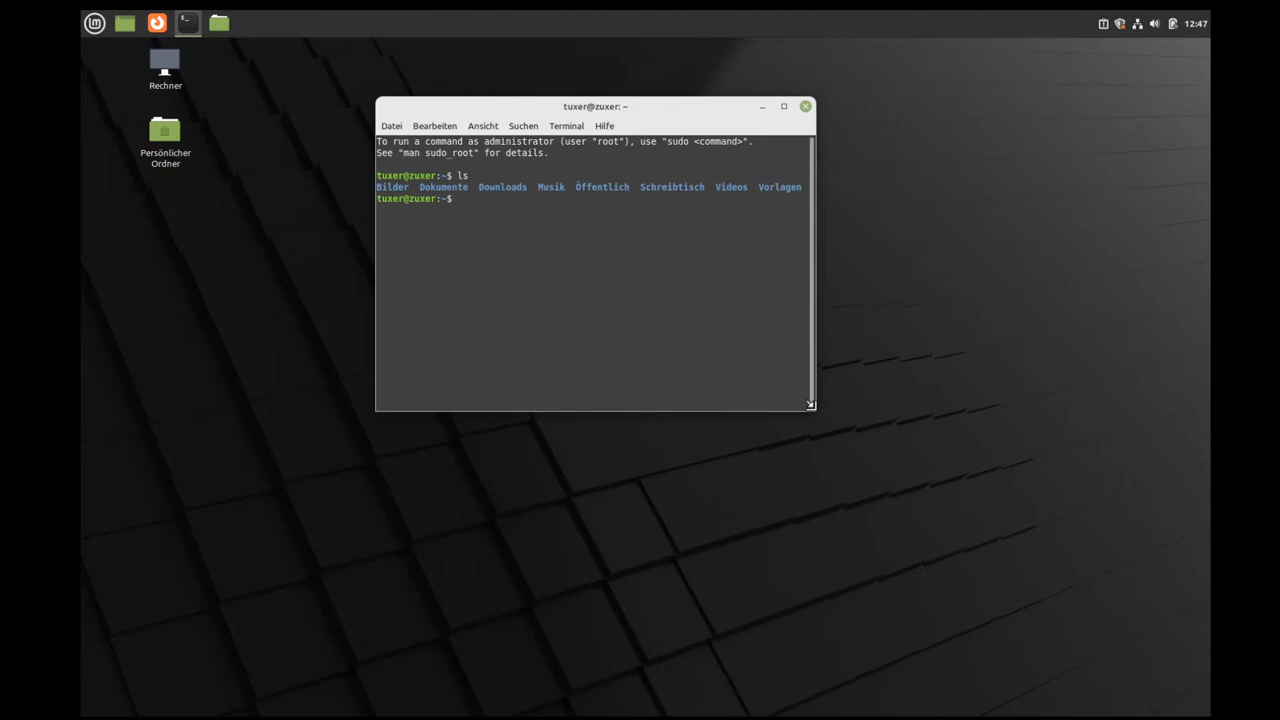 12:47
Rechner
Persönlicher
Ordner
tuxer@zuxer: ~
Datei Bearbeiten Ansicht Suchen Terminal Hilfe
To run a command as administrator (user "root"), use "sudo <command>".
See "man sudo_root" for details.
tuxer@zuxer:~$ ls
Bilder Dokumente Downloads Musik Öffentlich Schreibtisch Videos Vorlagen
tuxer@zuxer:~$